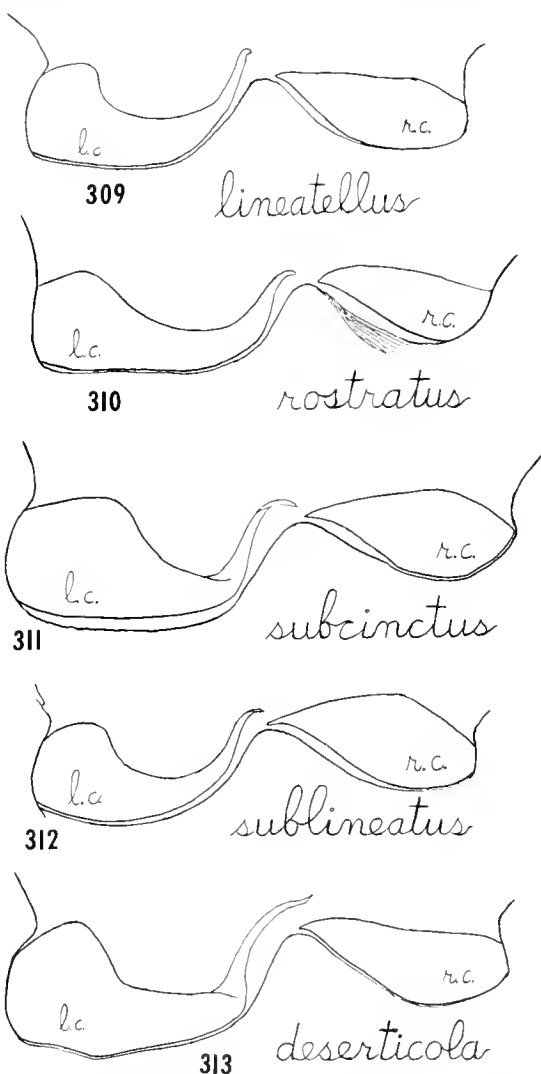 l.c. r.c.
309 lineatellus
l.c. r.c.
310 rostratus
l.c. r.c.
311 subcinctus
l.c. r.c.
312 sublineatus
l.c. r.c.
313 deserticola